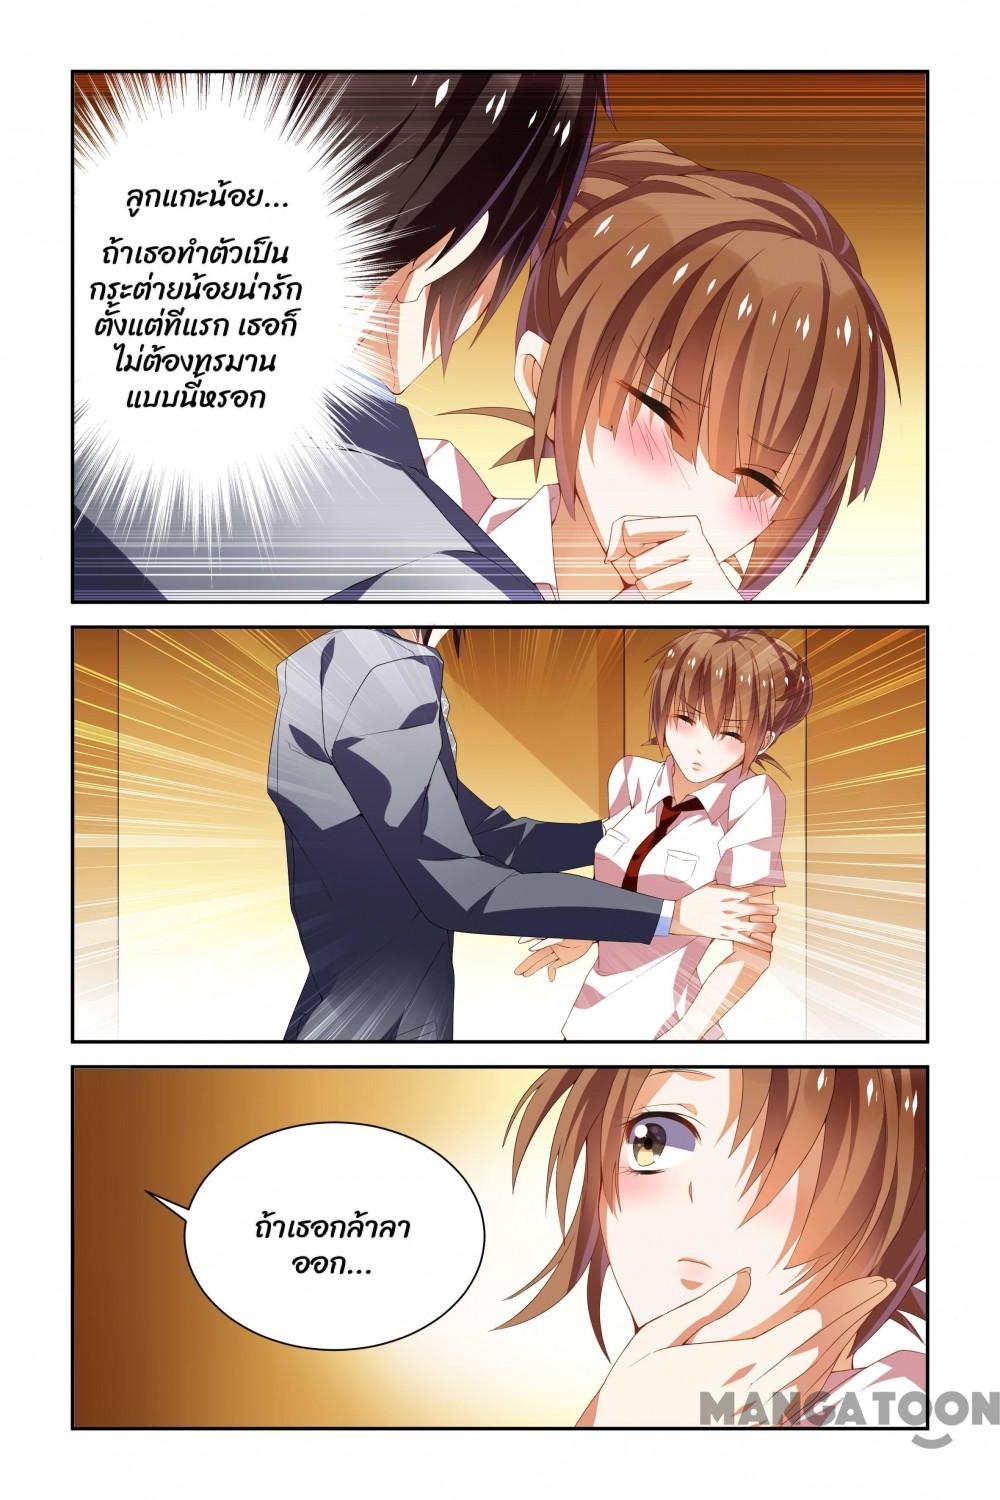 ลูกแกะน้อย...
ถ้าเธอทำตัวเป็น
กระต่ายน้อยน่ารัก
ตั้งแต่ทีแรก เธอก็
ไม่ต้องทรมาน
แบบนี้หรอก
ถ้าเธอกล้าลา
ออก...
MANGATOON